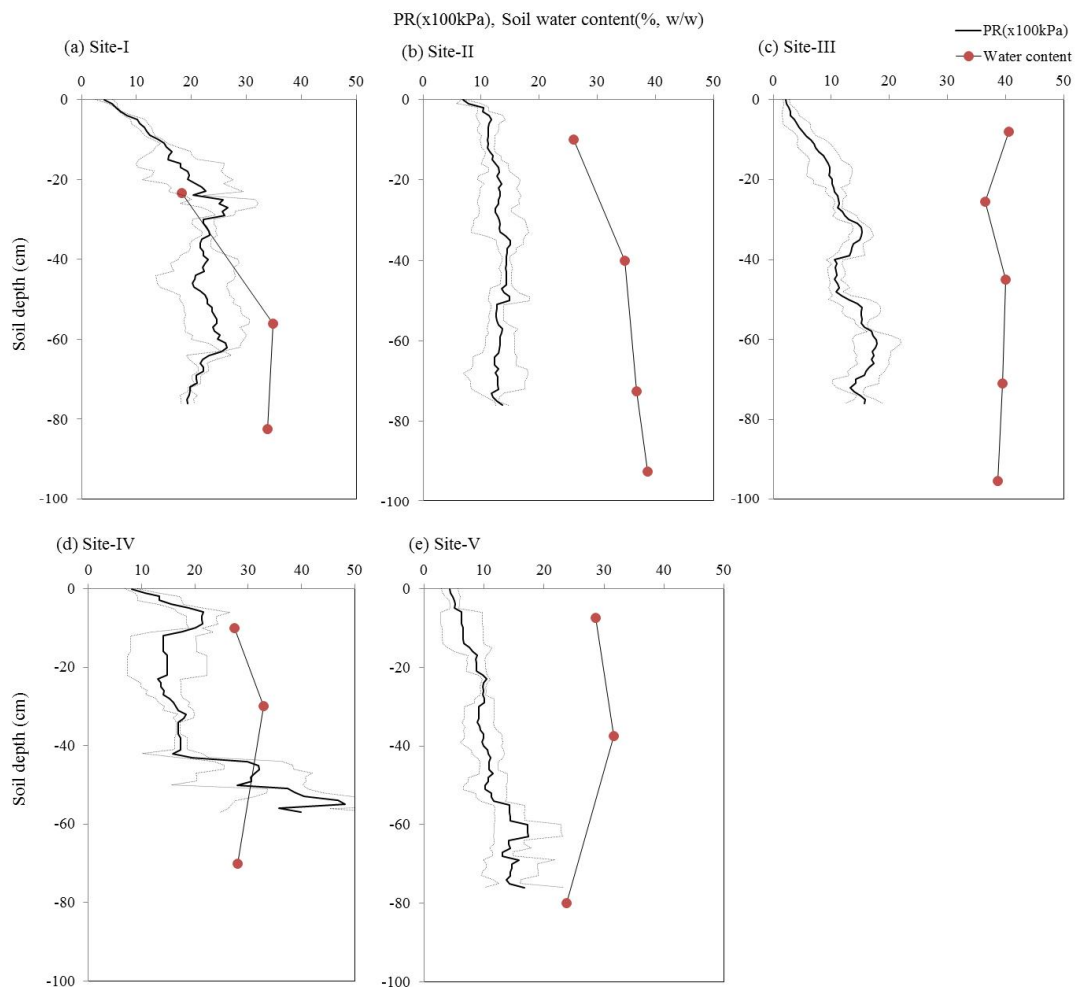 PR(x100kPa), Soil water content(%, w/w)
PR(x100kPa)
Water content
(a) Site-I
(b) Site-II
(c) Site-III
0 10 20 30 40 50
0 10 20 30 40 50
0 10 20 30 40 50
0
-20
-40
-60
-80
-100
Soil depth (cm)
0
-20
-40
-60
-80
-100
0
-20
-40
-60
-80
-100
(d) Site-IV
(e) Site-V
0 10 20 30 40 50
0 10 20 30 40 50
0
-20
-40
-60
-80
-100
Soil depth (cm)
0
-20
-40
-60
-80
-100